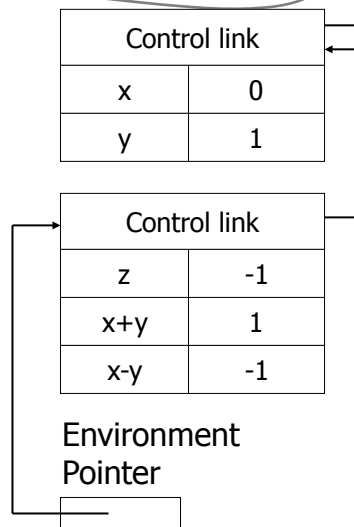 Control link
x 0
y 1
Control link
z -1
x+y 1
x-y -1
Environment
Pointer